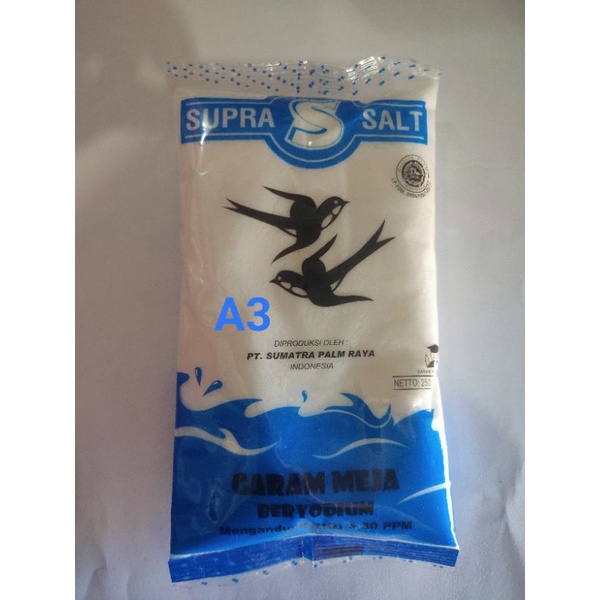 SUPRA S SALT
A3
DIPRODUKSI OLEH :
PT. SUMATRA PALM RAYA
INDONESIA
NETTO:
GARAM MEJA
BERYODIUM
30 PPM